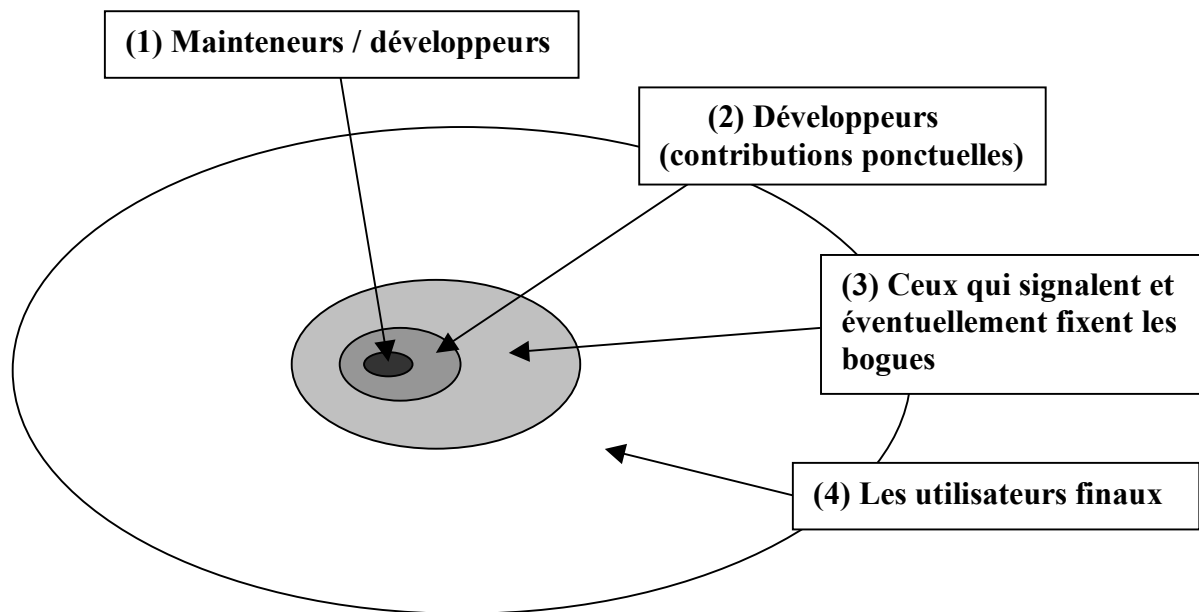 (1) Mainteneurs / développeurs
(2) Développeurs
(contributions ponctuelles)
(3) Ceux qui signalent et
éventuellement fixent les
bogues
(4) Les utilisateurs finaux